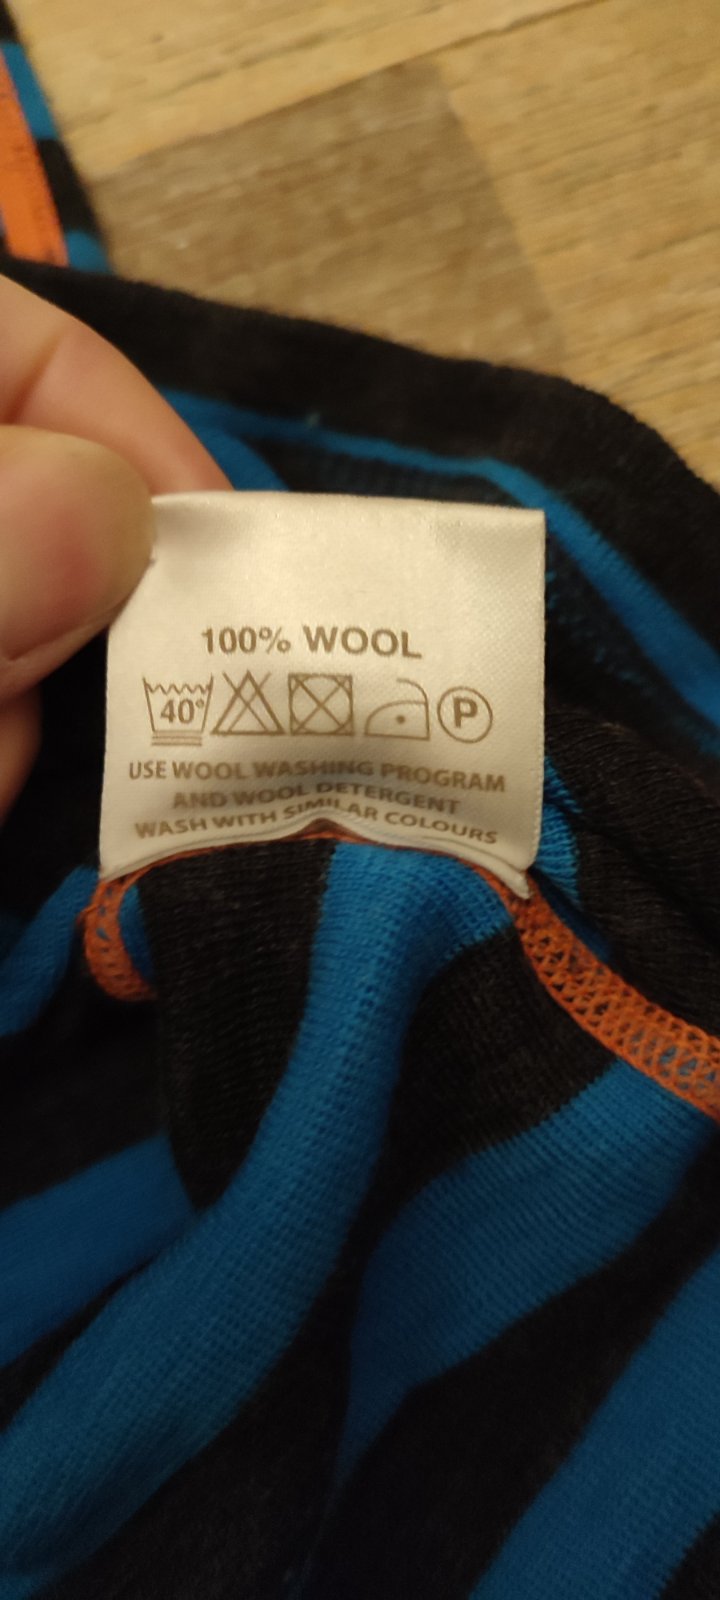 100% WOOL
40° P
USE WOOL WASHING PROGRAM
AND WOOL DETERGENT
WASH WITH SIMILAR COLOURS